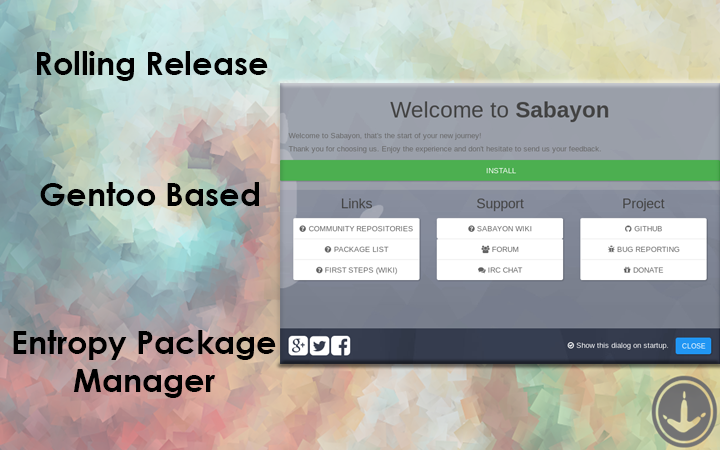 Rolling Release
Gentoo Based
Entropy Package
Manager
Welcome to Sabayon
Welcome to Sabayon, that's the start of your new journey!
Thank you for choosing us. Enjoy the experience and don't hesitate to send us your feedback.
INSTALL
Links
COMMUNITY REPOSITORIES
PACKAGE LIST
FIRST STEPS (WIKI)
Support
SABAYON WIKI
FORUM
IRC CHAT
Project
GITHUB
BUG REPORTING
DONATE
Show this dialog on startup.
CLOSE